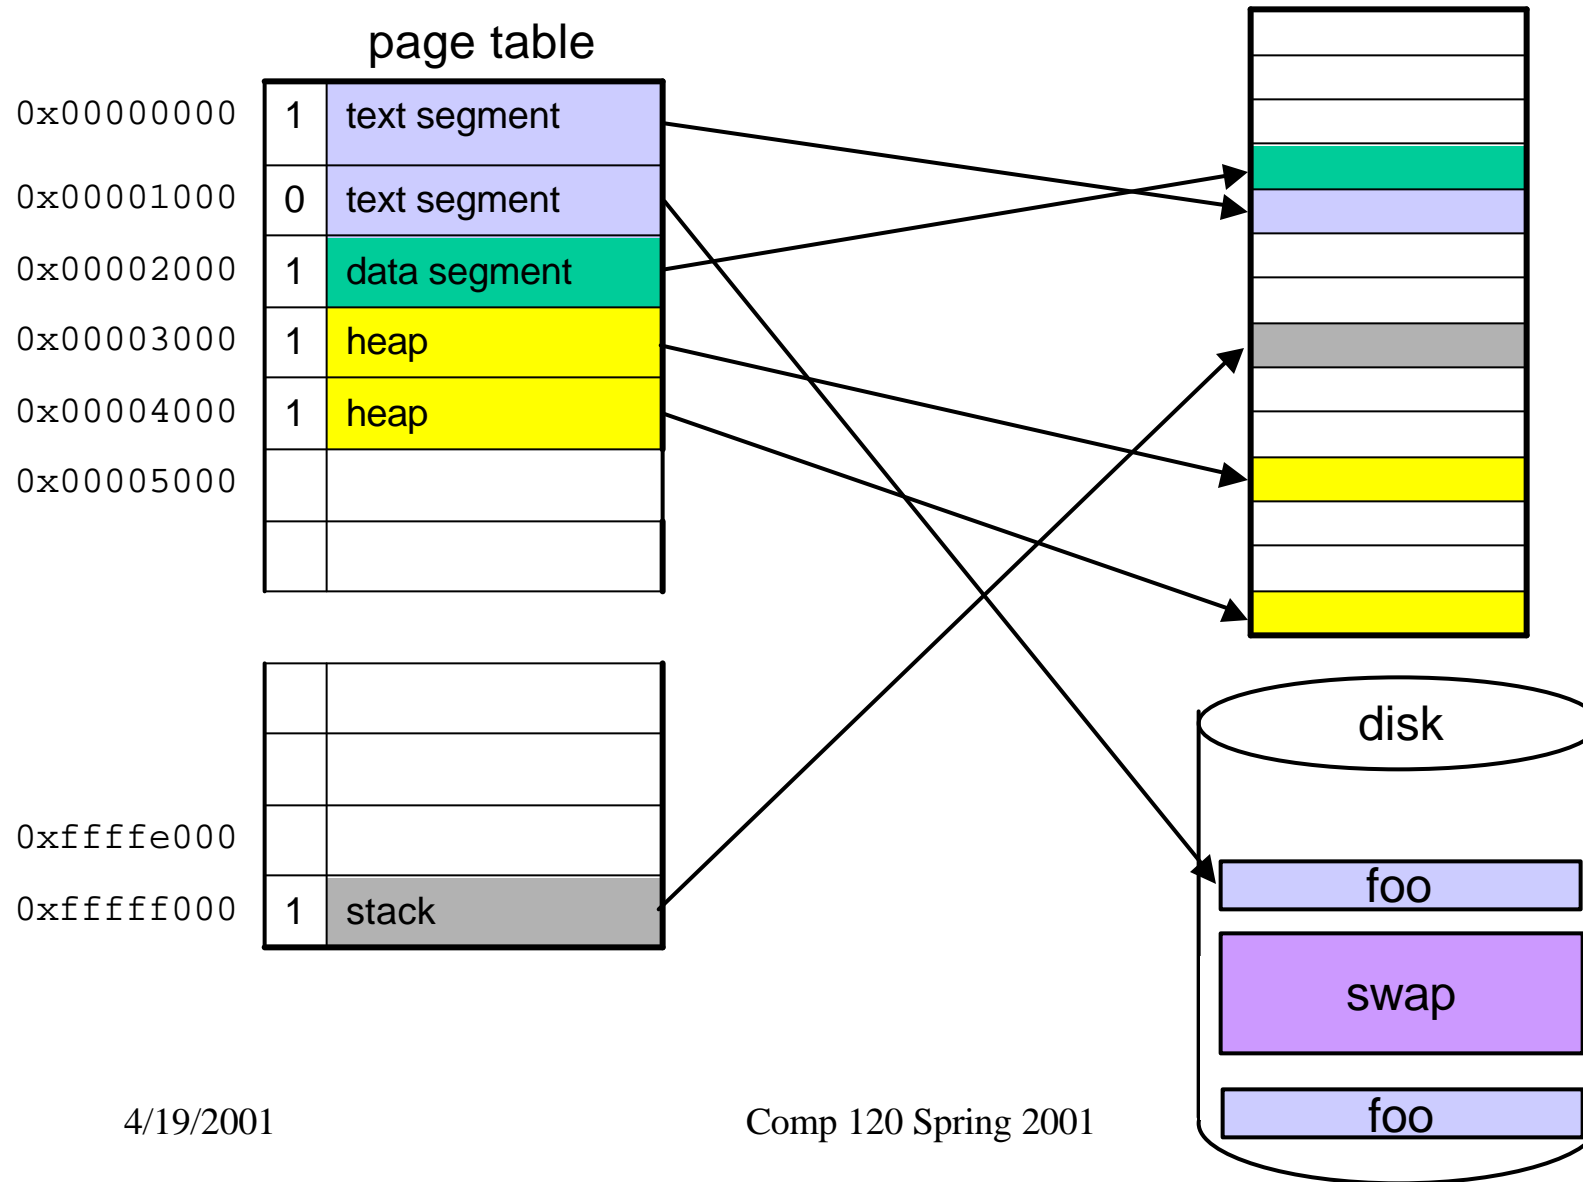 page table
0x00000000 1 text segment
0x00001000 0 text segment
0x00002000 1 data segment
0x00003000 1 heap
0x00004000 1 heap
0x00005000
0xffffe000
0xfffff000 1 stack
disk
foo
swap
foo
4/19/2001 Comp 120 Spring 2001